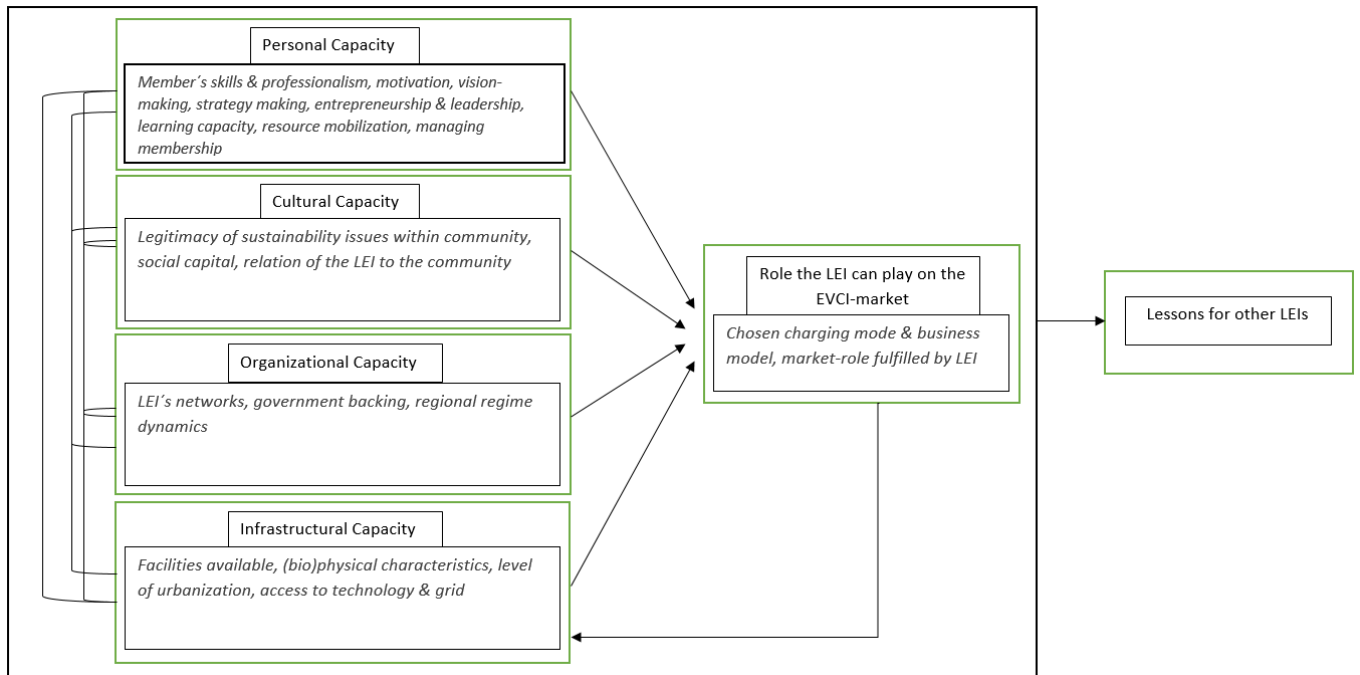 Personal Capacity
Member´s skills & professionalism, motivation, vision-
making, strategy making, entrepreneurship & leadership,
learning capacity, resource mobilization, managing
membership
Cultural Capacity
Legitimacy of sustainability issues within community,
social capital, relation of the LEI to the community
Organizational Capacity
LEI´s networks, government backing, regional regime
dynamics
Infrastructural Capacity
Facilities available, (bio)physical characteristics, level
of urbanization, access to technology & grid
Role the LEI can play on the
EVCI-market
Chosen charging mode & business
model, market-role fulfilled by LEI
Lessons for other LEIs